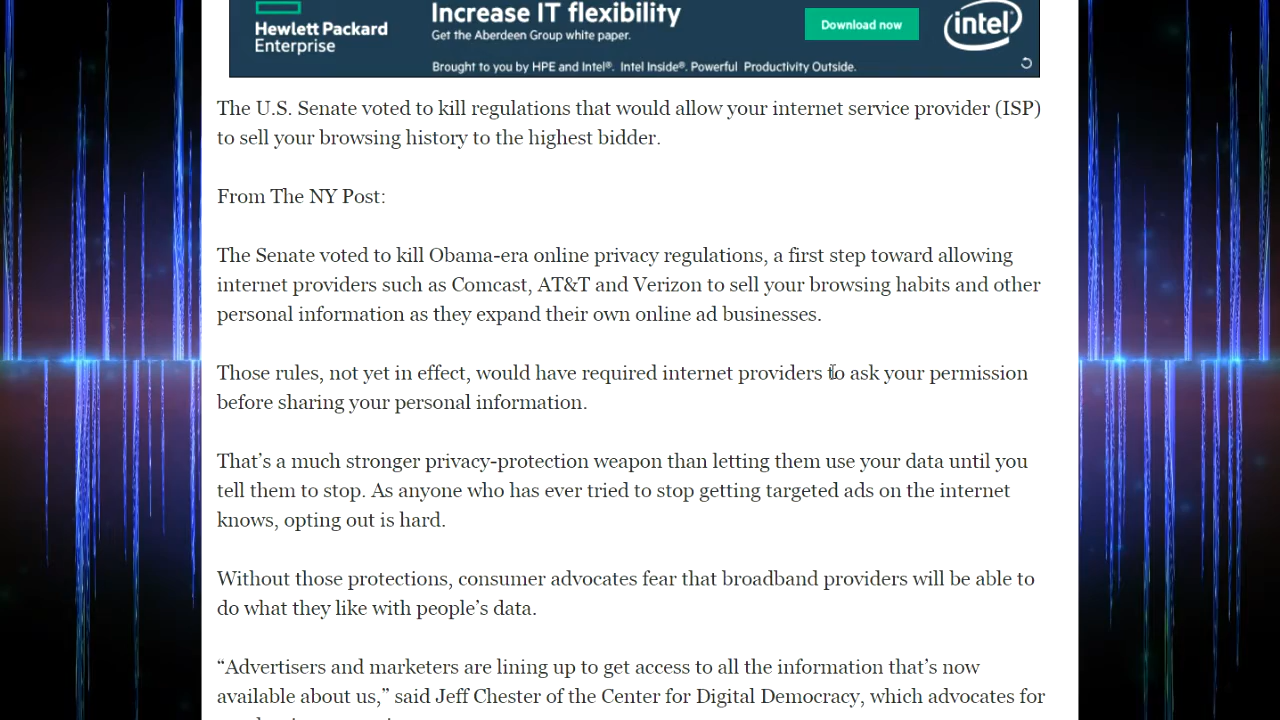 Increase IT flexibility
Hewlett Packard
Enterprise
Get the Aberdeen Group white paper.
Download now
intel
Brought to you by HPE and Intel®. Intel Inside®. Powerful Productivity Outside.
The U.S. Senate voted to kill regulations that would allow your internet service provider (ISP)
to sell your browsing history to the highest bidder.
From The NY Post:
The Senate voted to kill Obama-era online privacy regulations, a first step toward allowing
internet providers such as Comcast, AT&T and Verizon to sell your browsing habits and other
personal information as they expand their own online ad businesses.
Those rules, not yet in effect, would have required internet providers to ask your permission
before sharing your personal information.
That’s a much stronger privacy-protection weapon than letting them use your data until you
tell them to stop. As anyone who has ever tried to stop getting targeted ads on the internet
knows, opting out is hard.
Without those protections, consumer advocates fear that broadband providers will be able to
do what they like with people’s data.
“Advertisers and marketers are lining up to get access to all the information that’s now
available about us,” said Jeff Chester of the Center for Digital Democracy, which advocates for